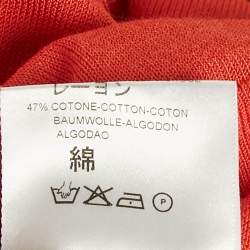 レーヨン
47% COTONE-COTTON-COTON
BAUMWOLLE-ALGODON
ALGODAO
綿
P